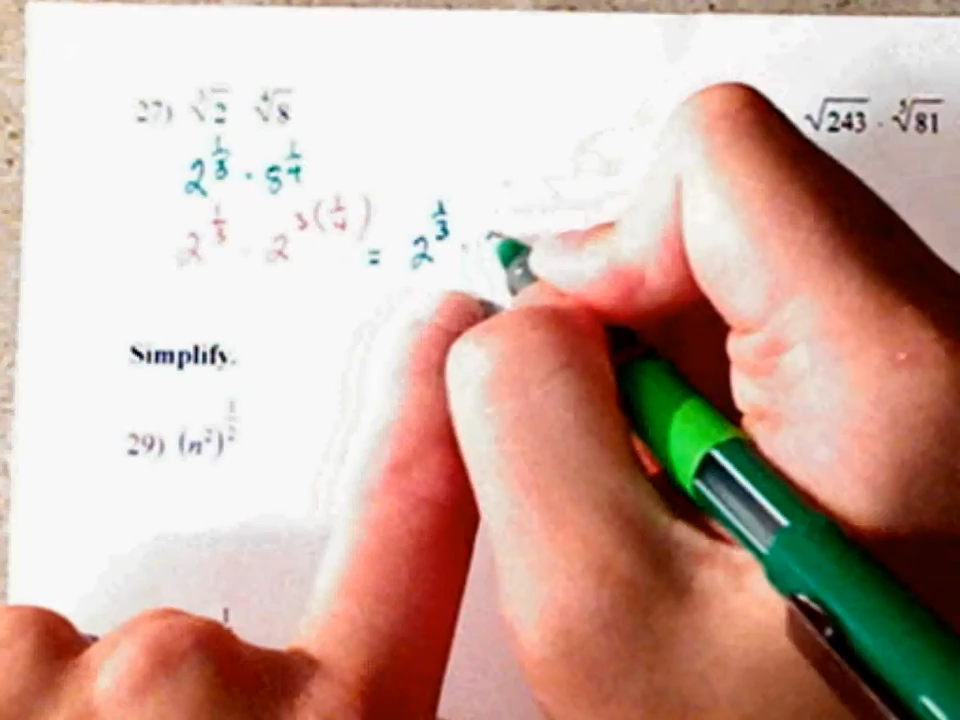 27) ∛2 ∜8
√243 · ∛81
2^(1/3) · 8^(1/4)
2^(1/3) · 2^(3(1/4)) = 2^(1/3) ·
Simplify.
29) (n²)
1